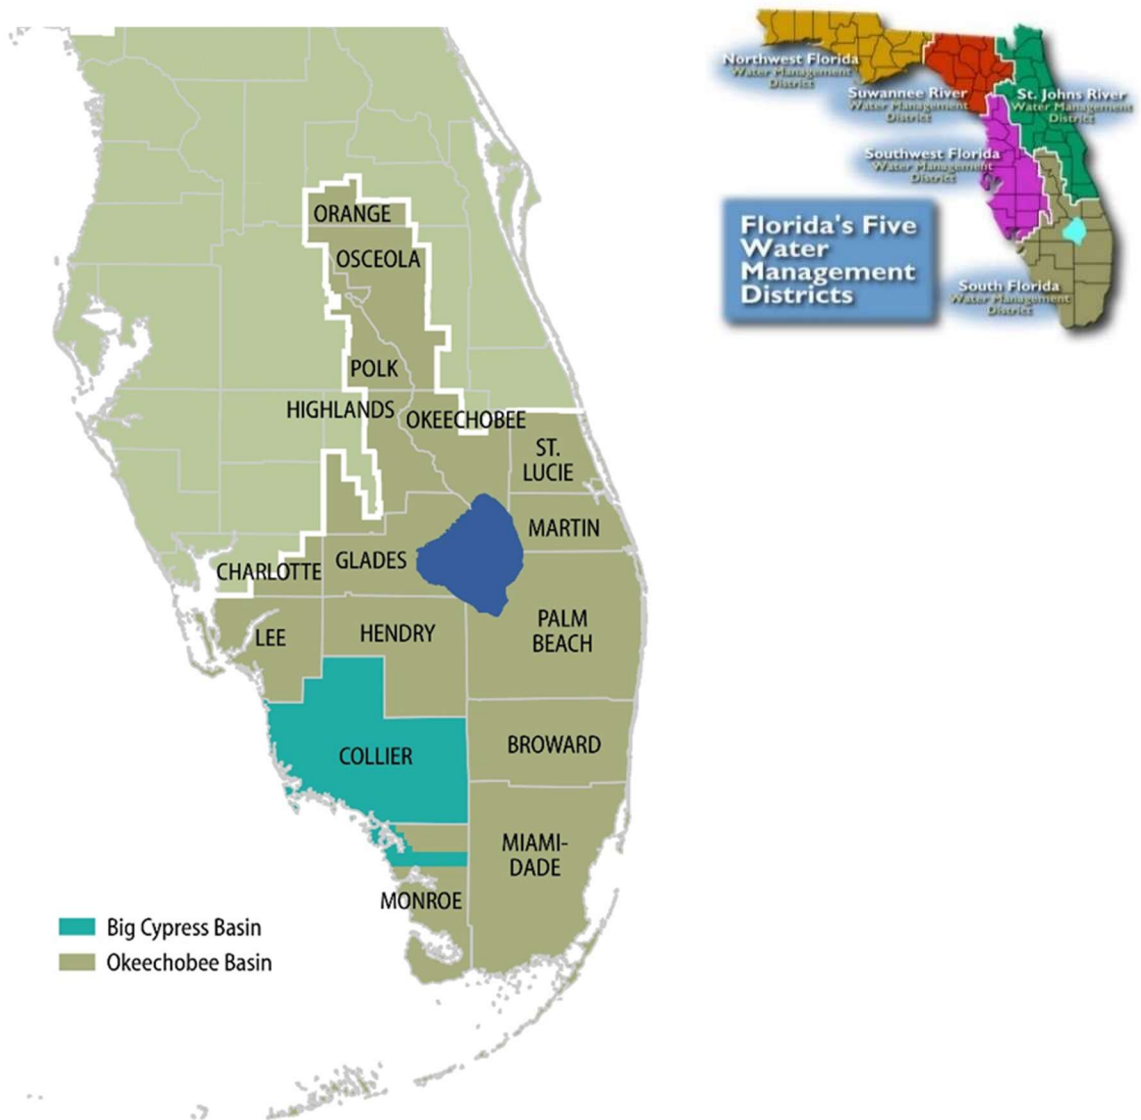 Northwest Florida
Water Management
District
Suwannee River
Water Management
District
St. Johns River
Water Management
District
Southwest Florida
Water Management
District
Florida's Five
Water
Management
Districts
South Florida
Water Management
District
ORANGE
OSCEOLA
POLK
HIGHLANDS
OKEECHOBEE
ST.
LUCIE
MARTIN
GLADES
CHARLOTTE
PALM
BEACH
LEE
HENDRY
COLLIER
BROWARD
MIAMI-
DADE
MONROE
Big Cypress Basin
Okeechobee Basin